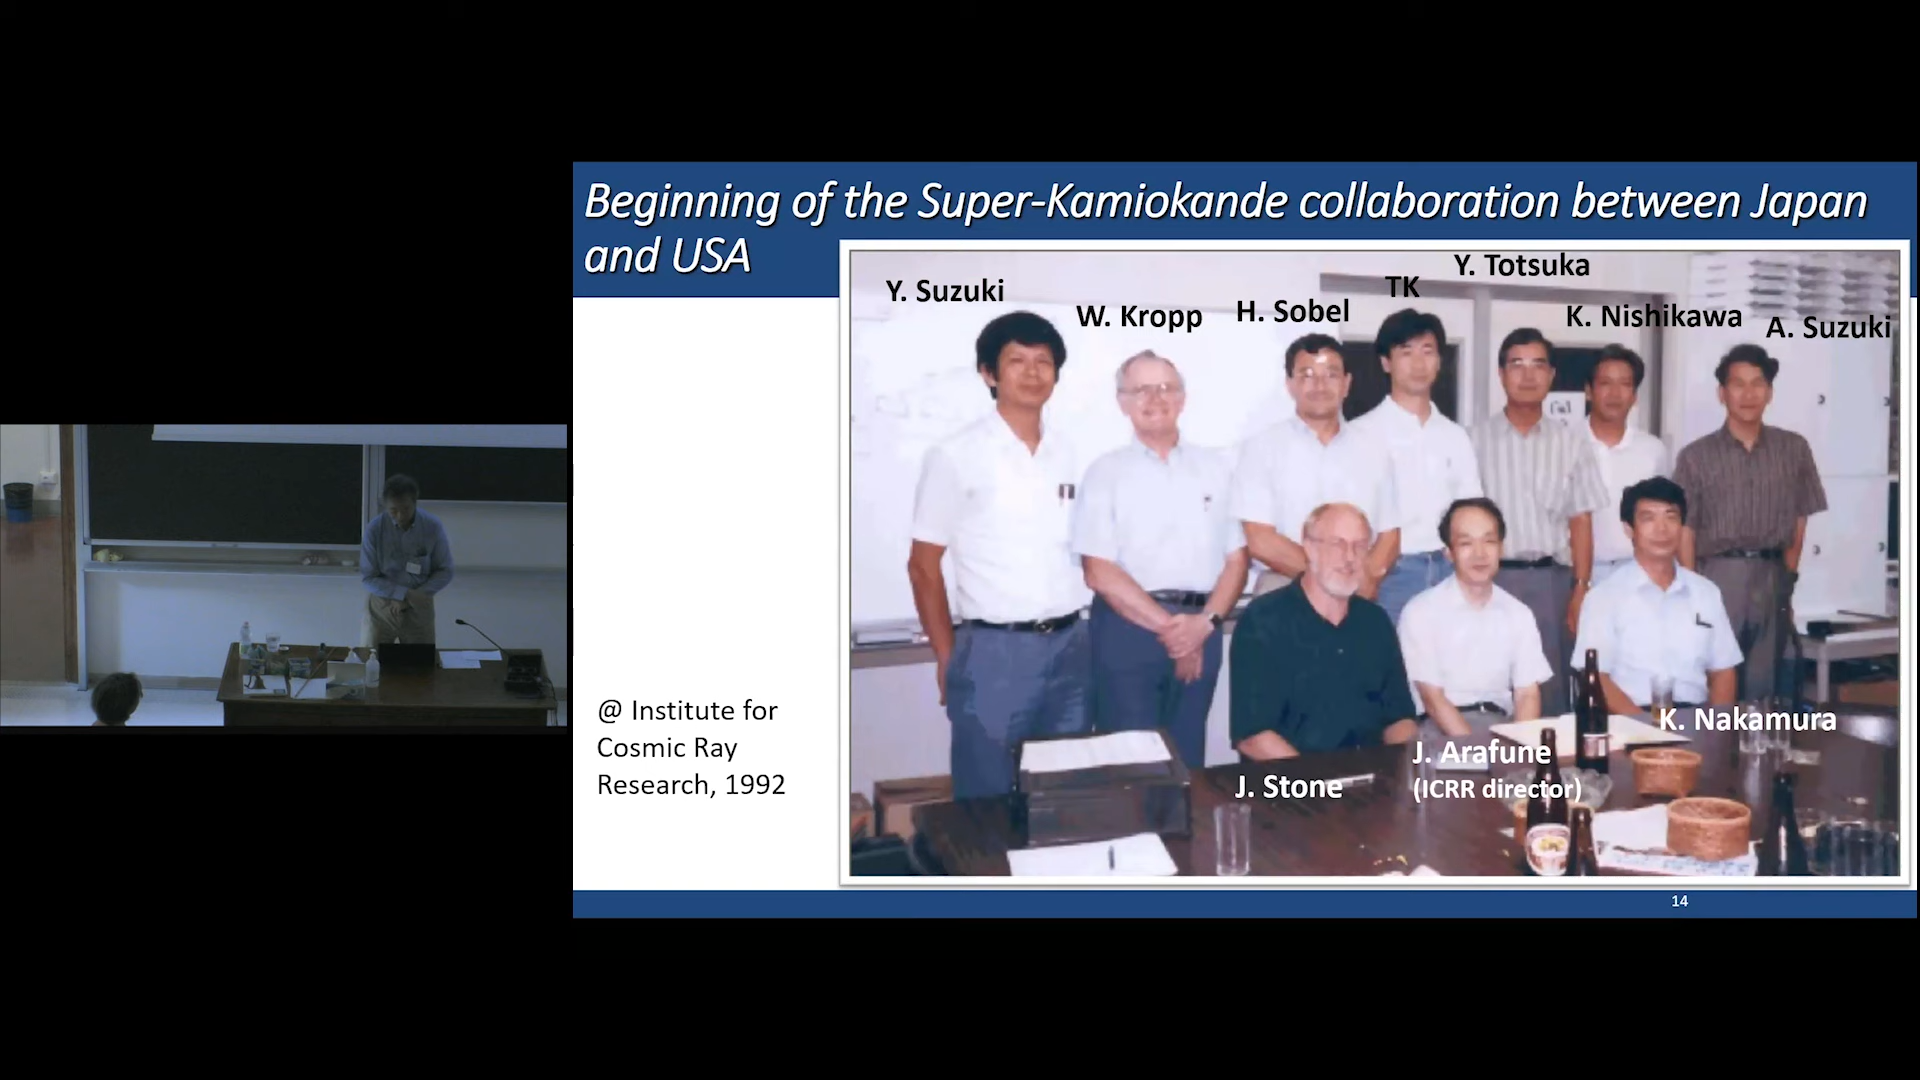 Beginning of the Super-Kamiokande collaboration between Japan
and USA
Y. Suzuki
W. Kropp
H. Sobel
TK
Y. Totsuka
K. Nishikawa
A. Suzuki
@ Institute for
Cosmic Ray
Research, 1992
J. Stone
J. Arafune
(ICRR director)
K. Nakamura
14